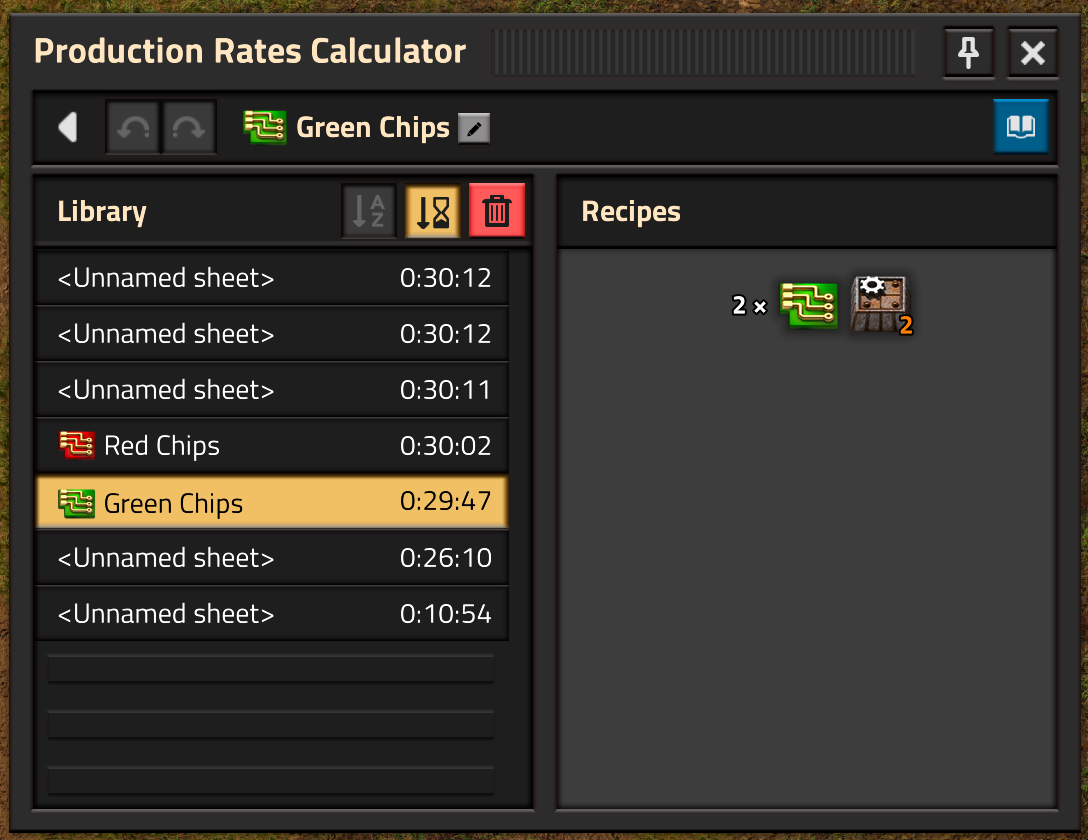 Production Rates Calculator
Green Chips
Library
A
Z
Recipes
<Unnamed sheet> 0:30:12
<Unnamed sheet> 0:30:12
<Unnamed sheet> 0:30:11
Red Chips 0:30:02
Green Chips 0:29:47
<Unnamed sheet> 0:26:10
<Unnamed sheet> 0:10:54
2 ×
2